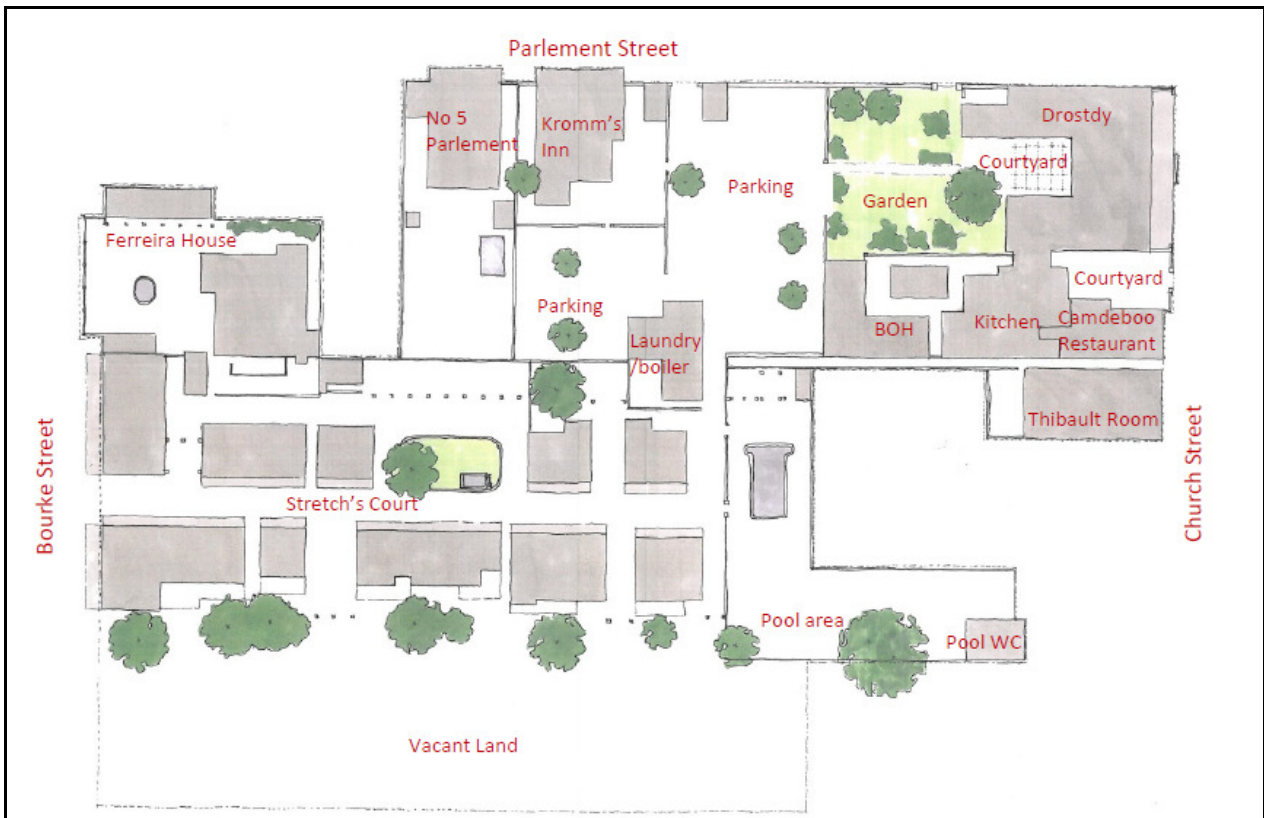 Parlement Street
No 5
Parlement
Kromm's
Inn
Drostdy
Courtyard
Parking
Garden
Ferreira House
Courtyard
Parking
Laundry
/boiler
BOH
Kitchen
Camdeboo
Restaurant
Thibault Room
Bourke Street
Church Street
Stretch's Court
Pool area
Pool WC
Vacant Land